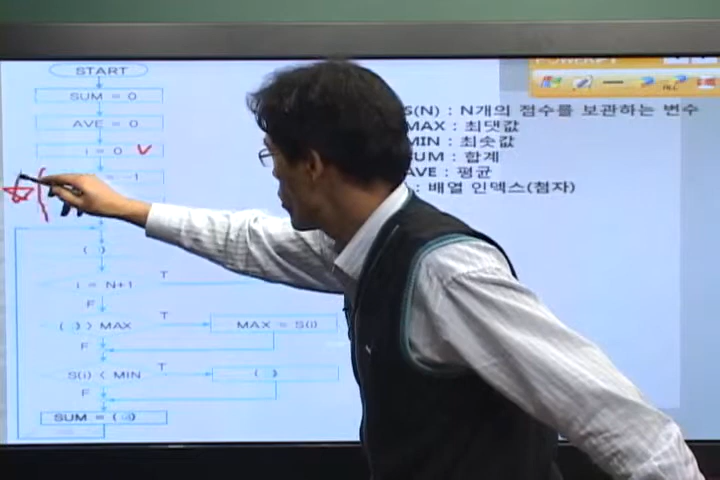 START
SUM = 0
AVE = 0
i = 0
-1
( )
i = N+1
T
F
( ) > MAX
T
MAX = S(i)
F
S(i) < MIN
T
( )
F
SUM = ( )
S(N) : N개의 점수를 보관하는 변수
MAX : 최댓값
MIN : 최솟값
SUM : 합계
AVE : 평균
: 배열 인덱스(첨자)